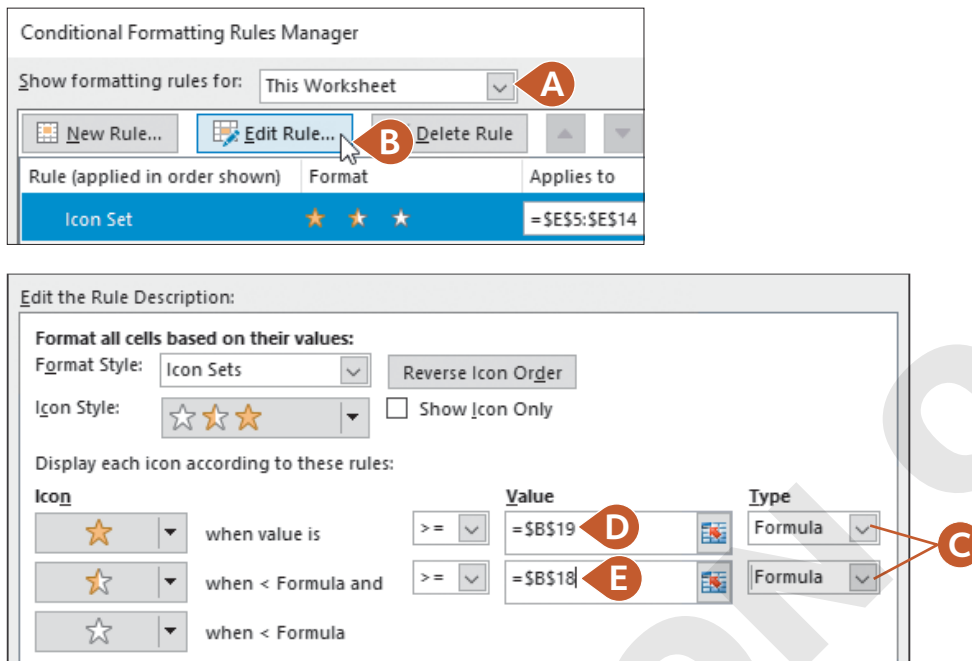 Conditional Formatting Rules Manager
Show formatting rules for: This Worksheet A
New Rule... Edit Rule... B Delete Rule
Rule (applied in order shown) Format Applies to
Icon Set =$E$5:$E$14
Edit the Rule Description:
Format all cells based on their values:
Format Style: Icon Sets Reverse Icon Order
Icon Style: Show Icon Only
Display each icon according to these rules:
Icon Value Type
when value is >= =$B$19 D Formula
C
when < Formula and >= =$B$18 E Formula
when < Formula